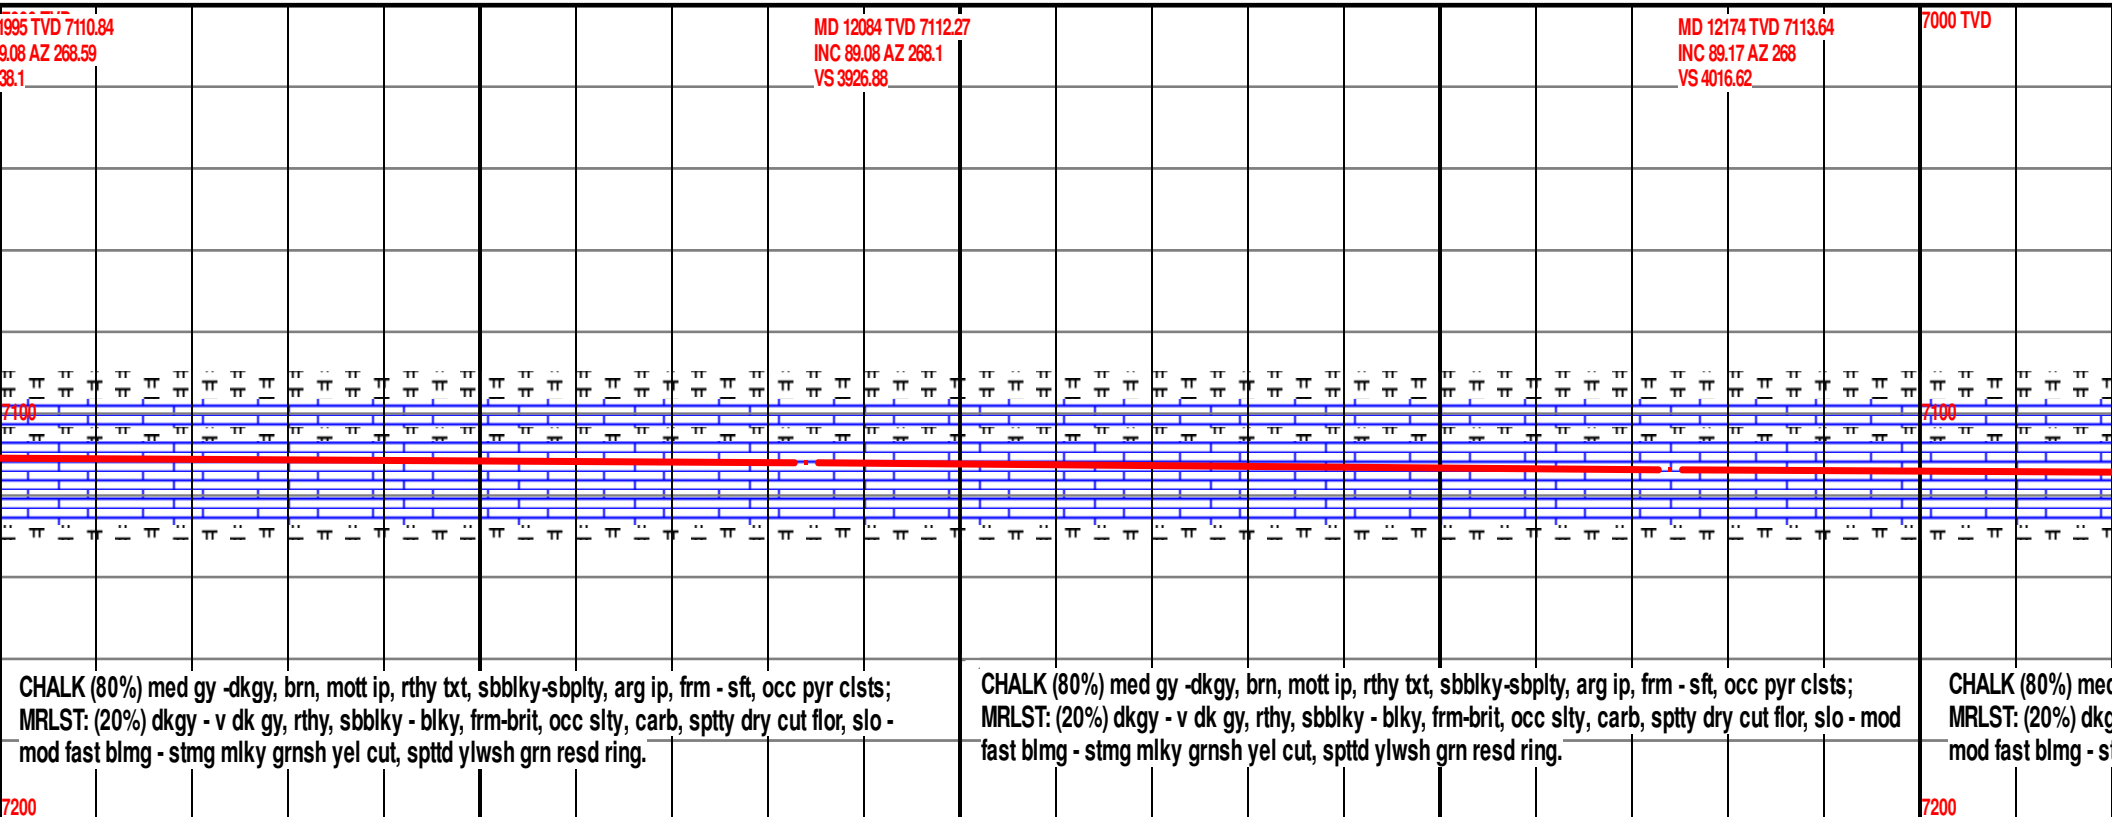 1995 TVD 7110.84
9.08 AZ 268.59
38.1
MD 12084 TVD 7112.27
INC 89.08 AZ 268.1
VS 3926.88
MD 12174 TVD 7113.64
INC 89.17 AZ 268
VS 4016.62
7000 TVD
7100
7100
CHALK (80%) med gy -dkgy, brn, mott ip, rthy txt, sbblky-sbplty, arg ip, frm - sft, occ pyr clsts;
MRLST: (20%) dkgy - v dk gy, rthy, sbblky - blky, frm-brit, occ slty, carb, sptty dry cut flor, slo -
mod fast blmg - stmg mlky grnsh yel cut, spttd ylwsh grn resd ring.
CHALK (80%) med gy -dkgy, brn, mott ip, rthy txt, sbblky-sbplty, arg ip, frm - sft, occ pyr clsts;
MRLST: (20%) dkgy - v dk gy, rthy, sbblky - blky, frm-brit, occ slty, carb, sptty dry cut flor, slo - mod
fast blmg - stmg mlky grnsh yel cut, spttd ylwsh grn resd ring.
CHALK (80%) med
MRLST: (20%) dkg
mod fast blmg - st
7200
7200